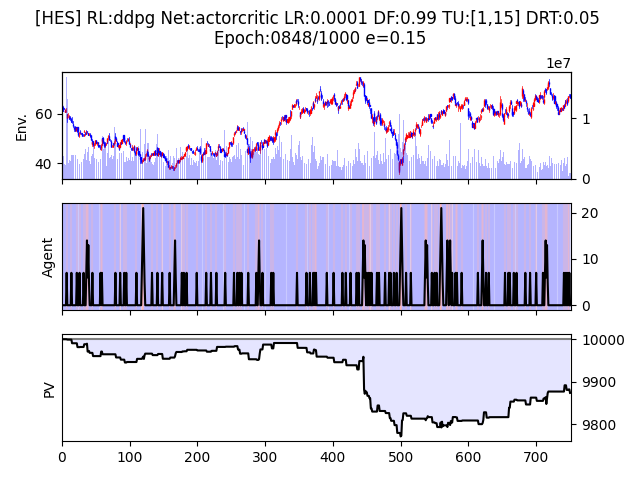 [HES] RL:ddpg Net:actorcritic LR:0.0001 DF:0.99 TU:[1,15] DRT:0.05
Epoch:0848/1000 e=0.15
1e7
Env.
60
40
1
0
Agent
20
10
0
PV
10000
9900
9800
0 100 200 300 400 500 600 700